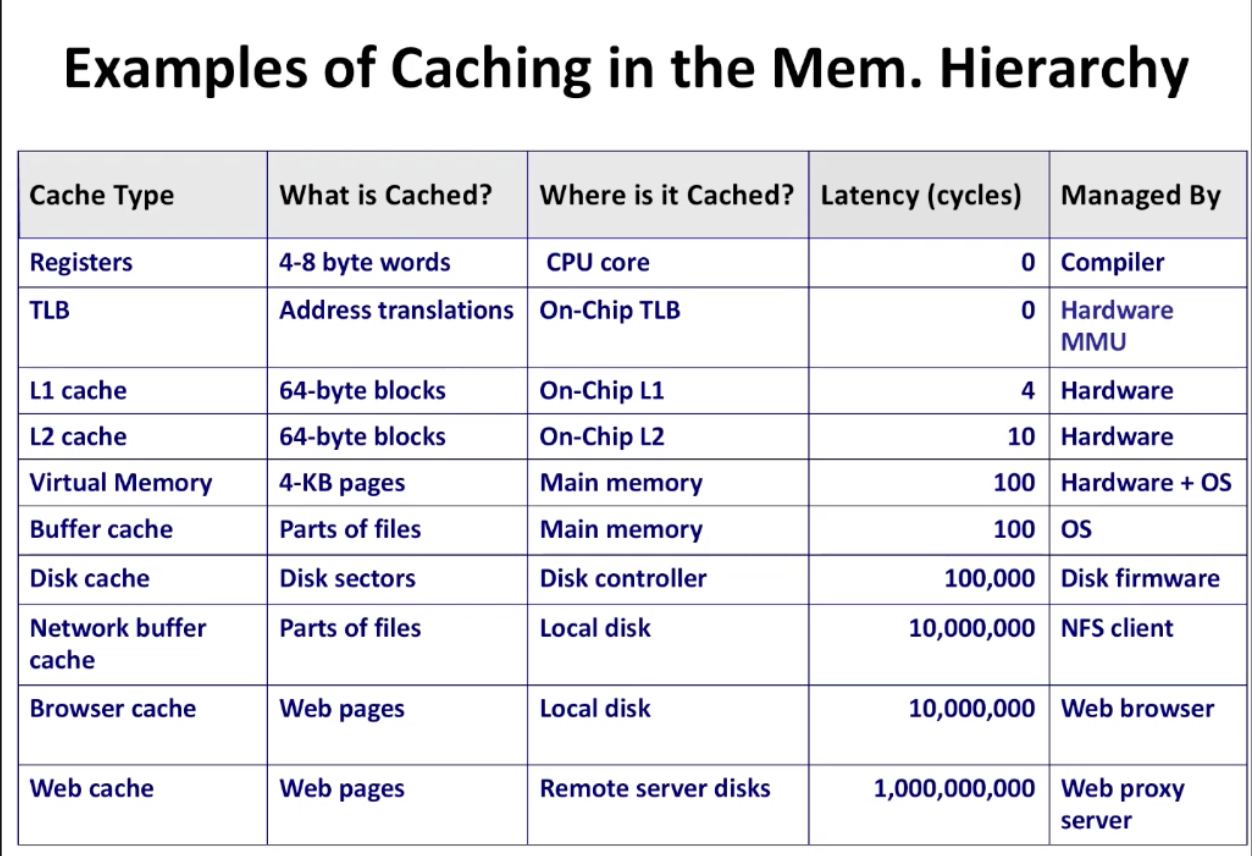 Examples of Caching in the Mem. Hierarchy
Cache Type What is Cached? Where is it Cached? Latency (cycles) Managed By
Registers 4-8 byte words CPU core 0 Compiler
TLB Address translations On-Chip TLB 0 Hardware
MMU
L1 cache 64-byte blocks On-Chip L1 4 Hardware
L2 cache 64-byte blocks On-Chip L2 10 Hardware
Virtual Memory 4-KB pages Main memory 100 Hardware + OS
Buffer cache Parts of files Main memory 100 OS
Disk cache Disk sectors Disk controller 100,000 Disk firmware
Network buffer Parts of files Local disk 10,000,000 NFS client
cache
Browser cache Web pages Local disk 10,000,000 Web browser
Web cache Web pages Remote server disks 1,000,000,000 Web proxy
server